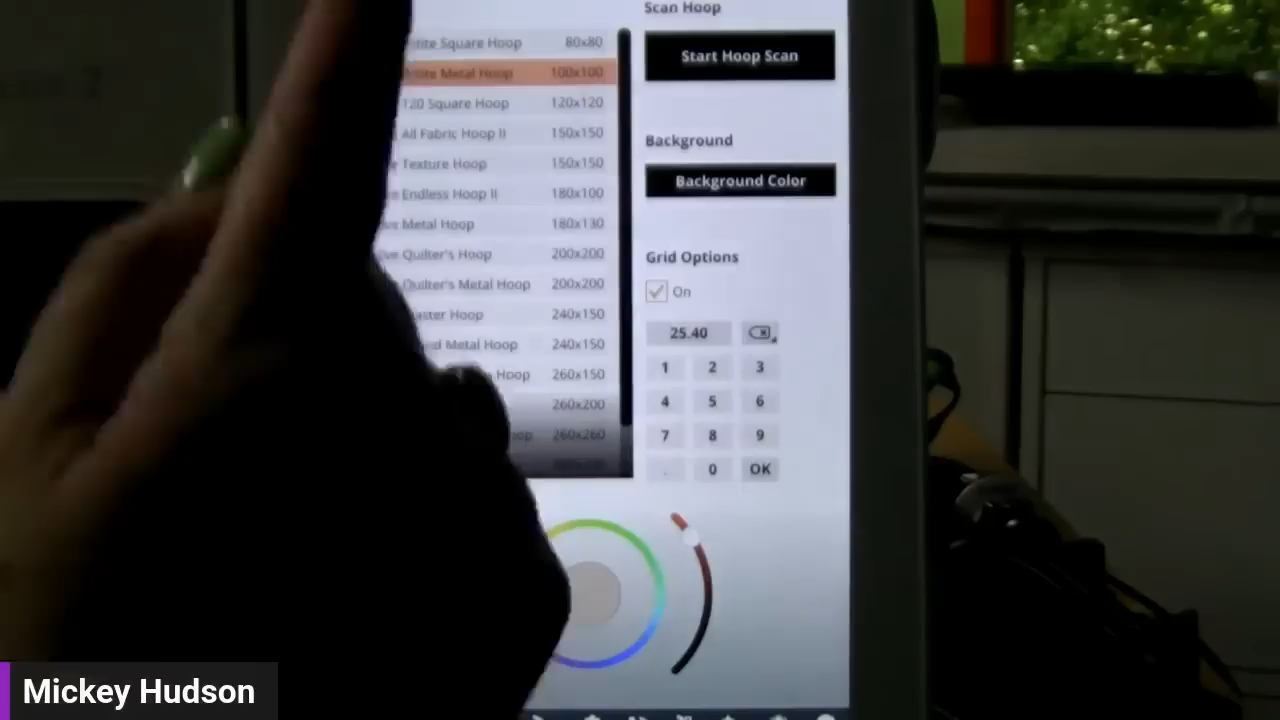 Scan Hoop
Square Hoop 80x80
Start Hoop Scan
Metal Hoop 100x100
120 Square Hoop 120x120
All Fabric Hoop II 150x150
Background
Texture Hoop 150x150
Background Color
Endless Hoop II 180x100
Metal Hoop 180x130
Quilter's Hoop 200x200
Grid Options
Quilter's Metal Hoop 200x200
On
Hoop 240x150
25.40
Metal Hoop 240x150
1 2 3
Hoop 260x150
4 5 6
260x200
7 8 9
260x260
. 0 OK
Mickey Hudson